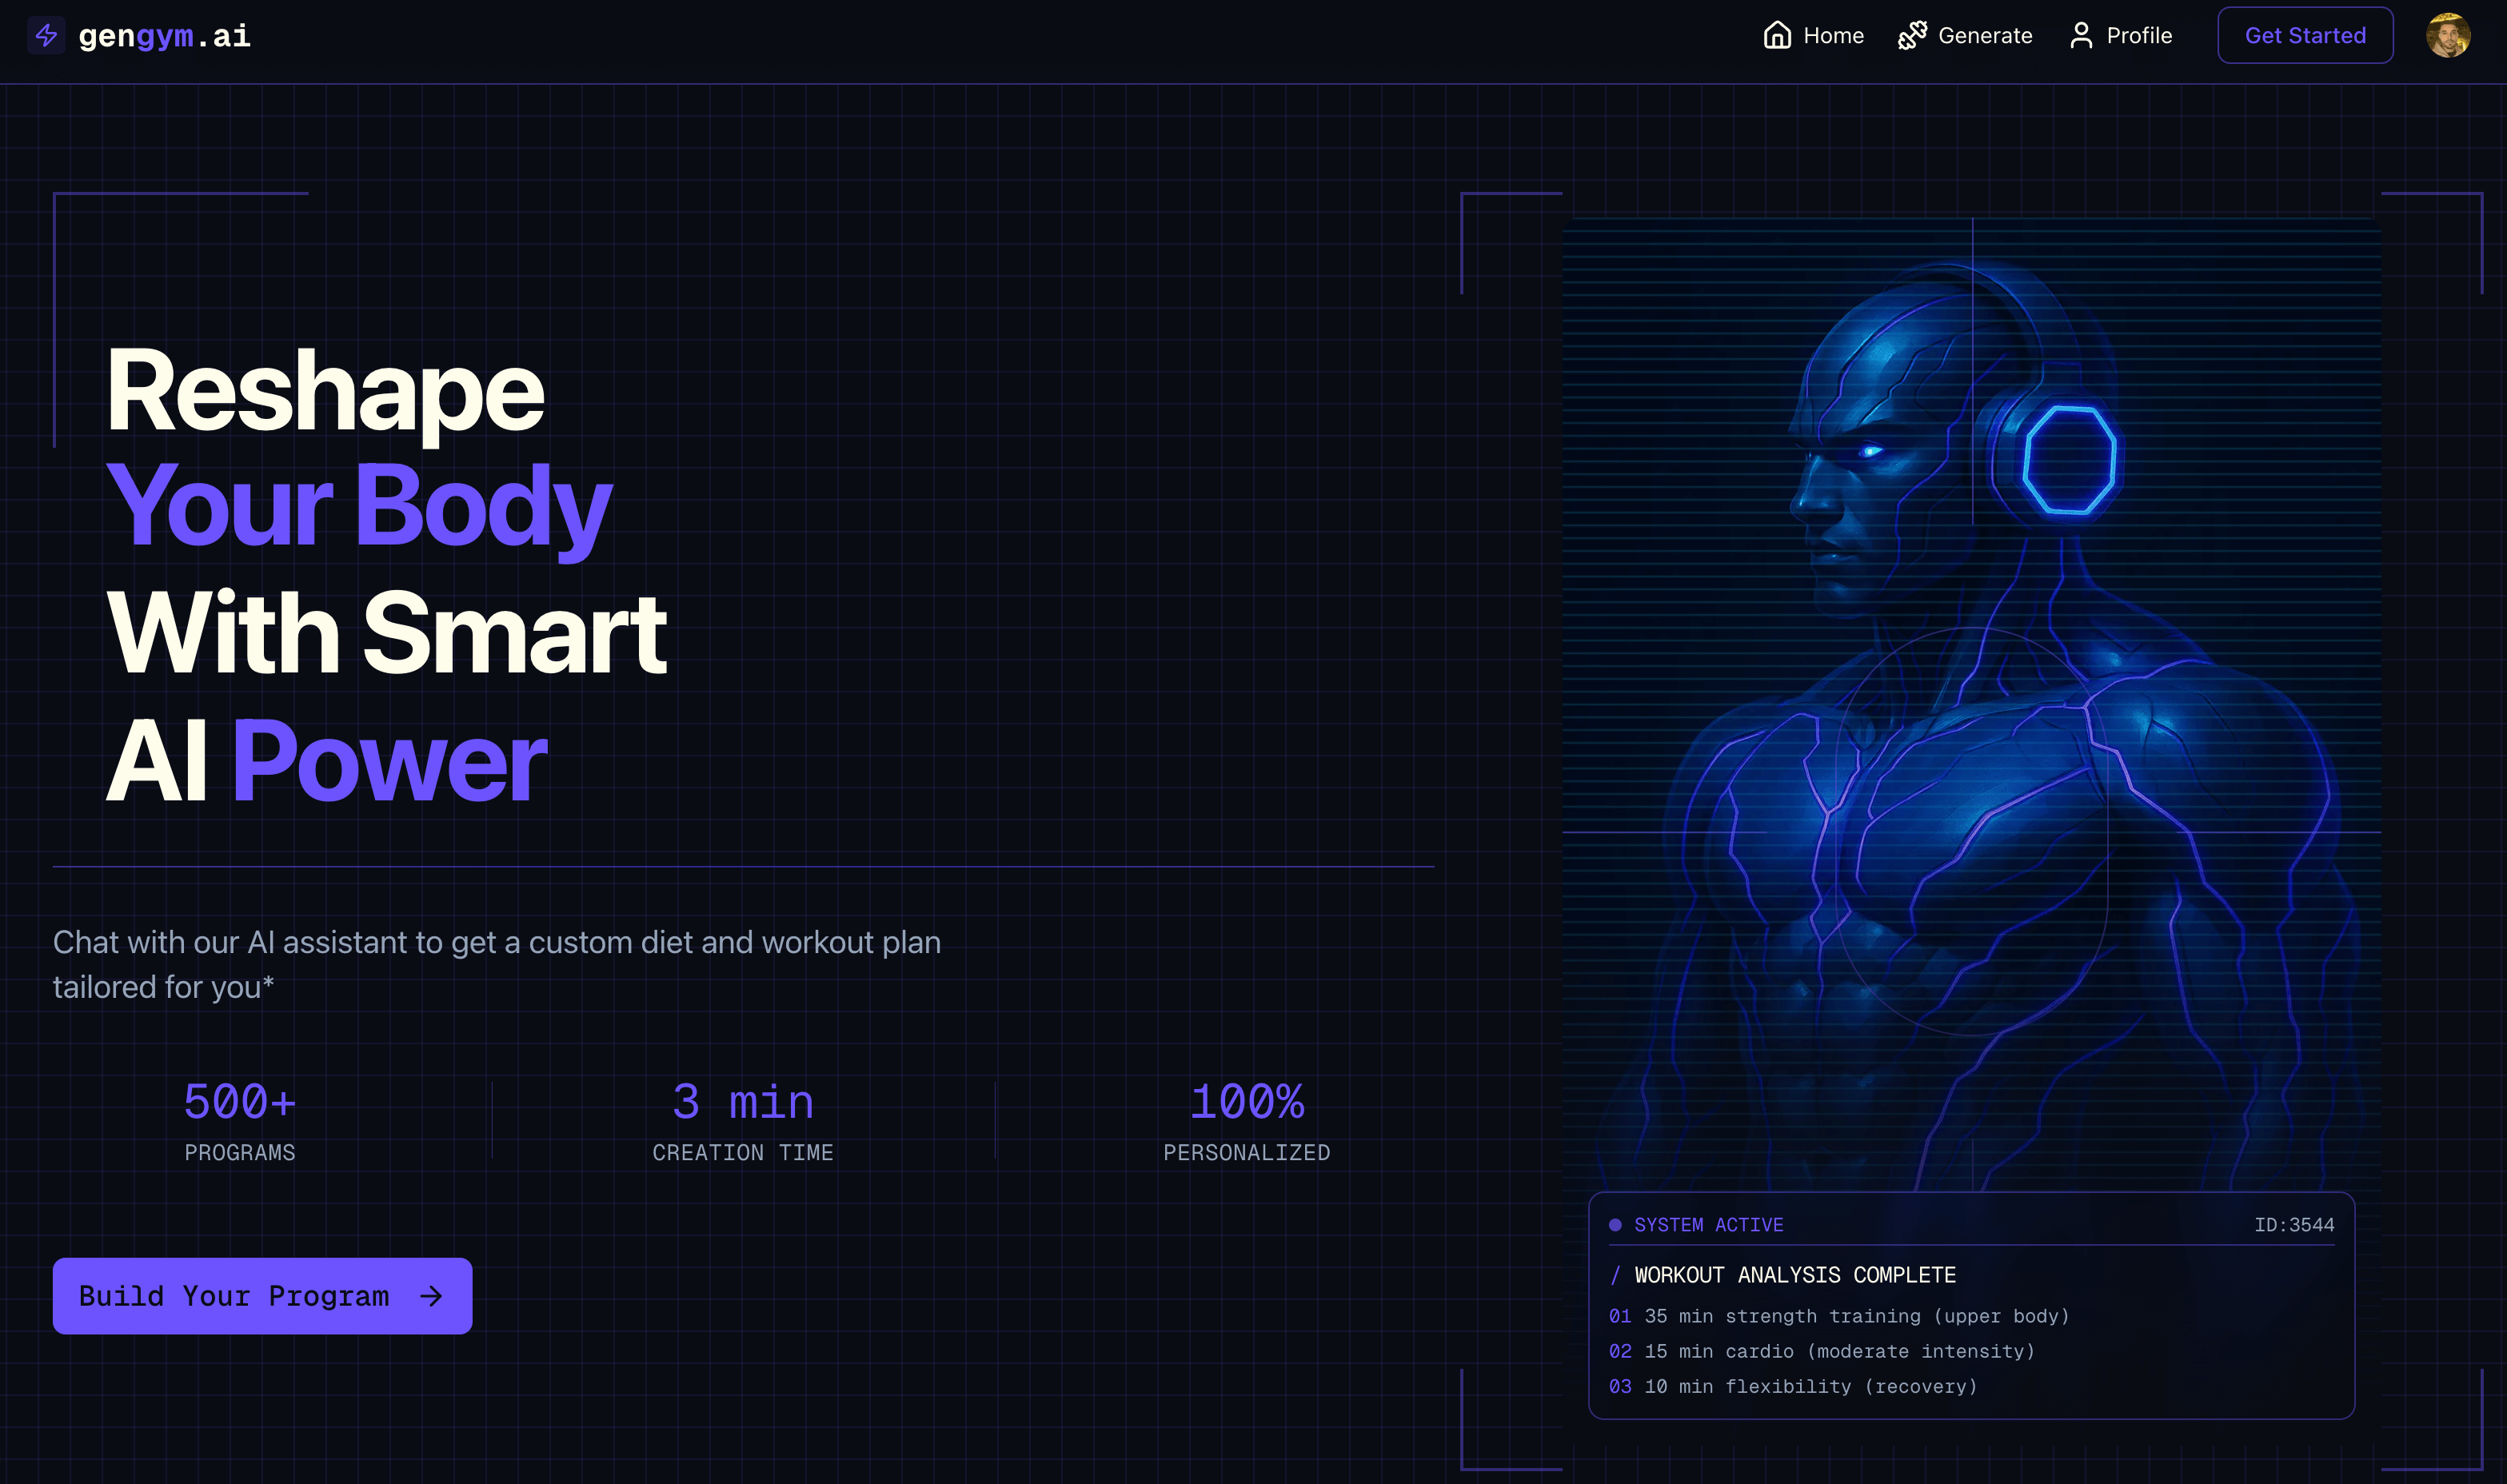 gengym.ai
Home
Generate
Profile
Get Started
Reshape
Your Body
With Smart
AI Power
Chat with our AI assistant to get a custom diet and workout plan
tailored for you*
500+
PROGRAMS
3 min
CREATION TIME
100%
PERSONALIZED
Build Your Program →
SYSTEM ACTIVE
ID:3544
/ WORKOUT ANALYSIS COMPLETE
01 35 min strength training (upper body)
02 15 min cardio (moderate intensity)
03 10 min flexibility (recovery)